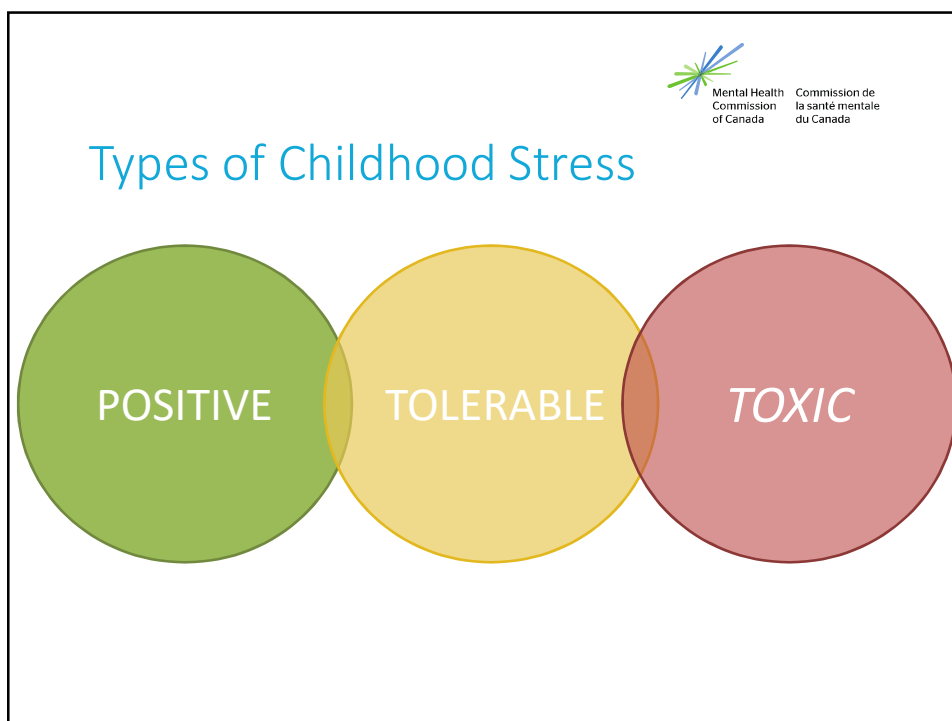 Mental Health
Commission
of Canada
Commission de
la santé mentale
du Canada
Types of Childhood Stress
POSITIVE
TOLERABLE
TOXIC